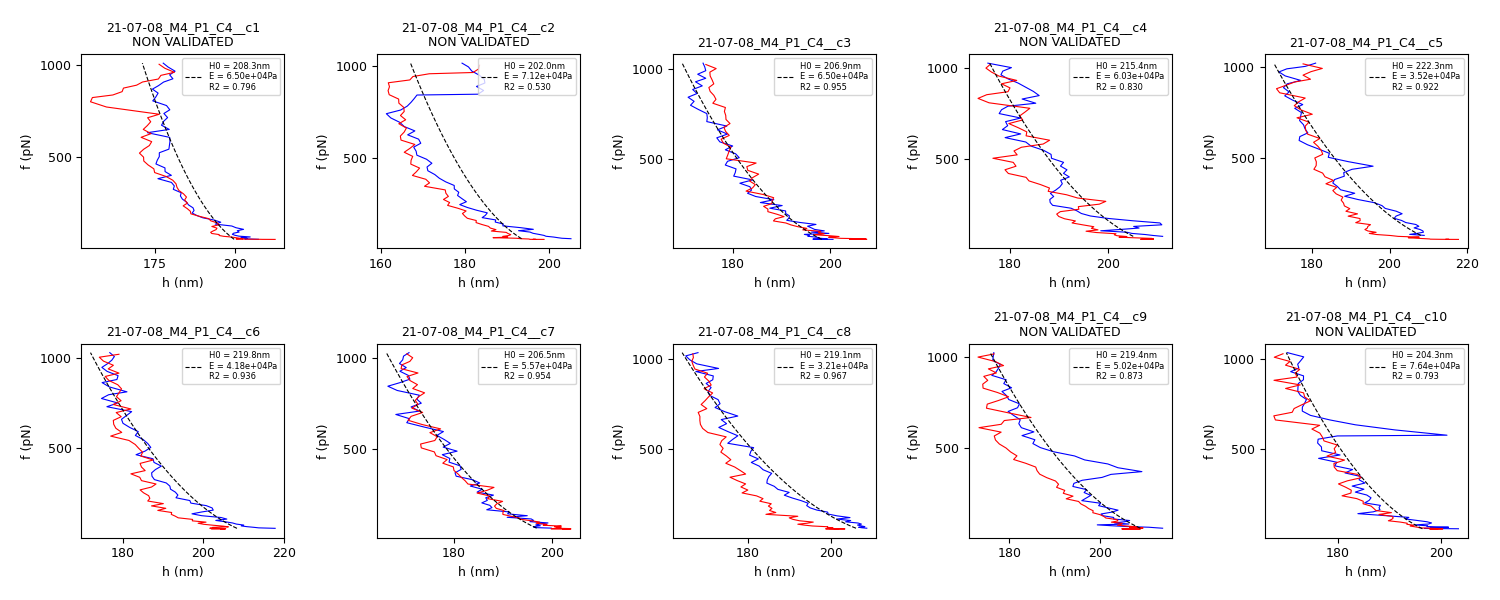 21-07-08_M4_P1_C4__c1
NON VALIDATED
H0 = 208.3nm
E = 6.50e+04Pa
R2 = 0.796
1000
500
f (pN)
175
200
h (nm)
21-07-08_M4_P1_C4__c2
NON VALIDATED
H0 = 202.0nm
E = 7.12e+04Pa
R2 = 0.530
1000
500
f (pN)
160
180
200
h (nm)
21-07-08_M4_P1_C4__c3
H0 = 206.9nm
E = 6.50e+04Pa
R2 = 0.955
1000
500
f (pN)
180
200
h (nm)
21-07-08_M4_P1_C4__c4
NON VALIDATED
H0 = 215.4nm
E = 6.03e+04Pa
R2 = 0.830
1000
500
f (pN)
180
200
h (nm)
21-07-08_M4_P1_C4__c5
H0 = 222.3nm
E = 3.52e+04Pa
R2 = 0.922
1000
500
f (pN)
180
200
220
h (nm)
21-07-08_M4_P1_C4__c6
H0 = 219.8nm
E = 4.18e+04Pa
R2 = 0.936
1000
500
f (pN)
180
200
220
h (nm)
21-07-08_M4_P1_C4__c7
H0 = 206.5nm
E = 5.57e+04Pa
R2 = 0.954
1000
500
f (pN)
180
200
h (nm)
21-07-08_M4_P1_C4__c8
H0 = 219.1nm
E = 3.21e+04Pa
R2 = 0.967
1000
500
f (pN)
180
200
h (nm)
21-07-08_M4_P1_C4__c9
NON VALIDATED
H0 = 219.4nm
E = 5.02e+04Pa
R2 = 0.873
1000
500
f (pN)
180
200
h (nm)
21-07-08_M4_P1_C4__c10
NON VALIDATED
H0 = 204.3nm
E = 7.64e+04Pa
R2 = 0.793
1000
500
f (pN)
180
200
h (nm)